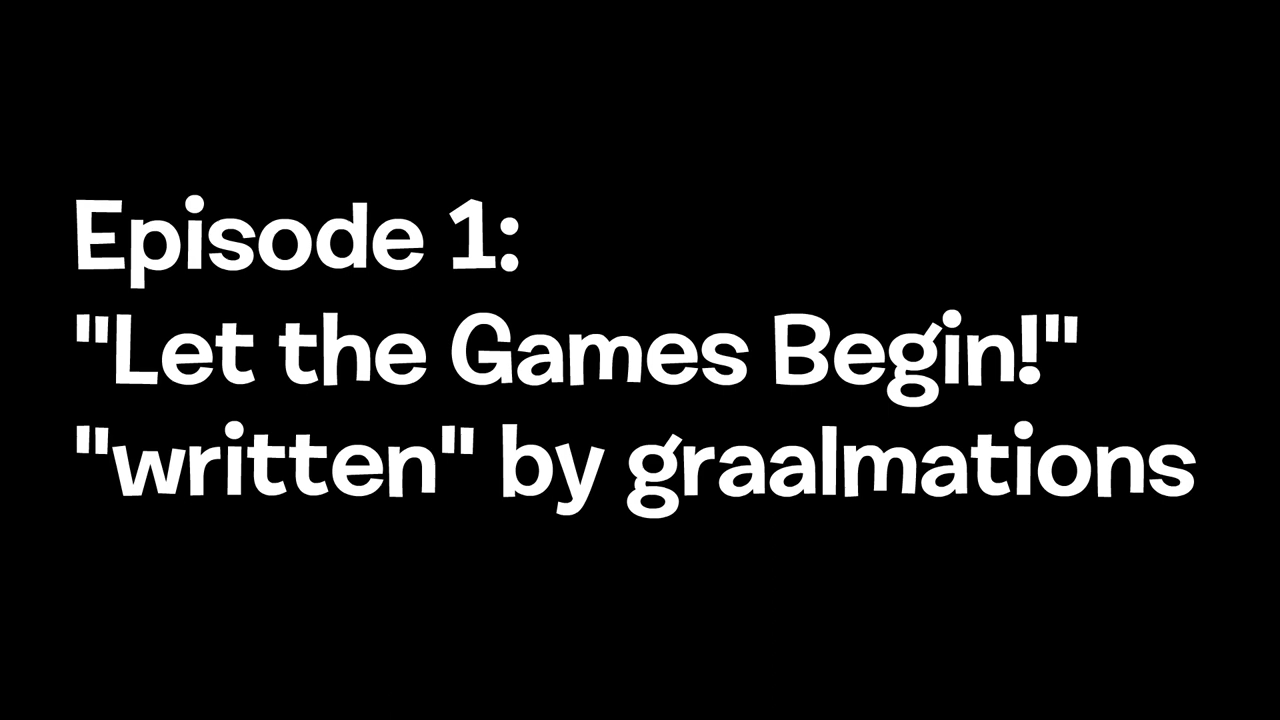 Episode 1:
"Let the Games Begin!"
"written" by graalmations